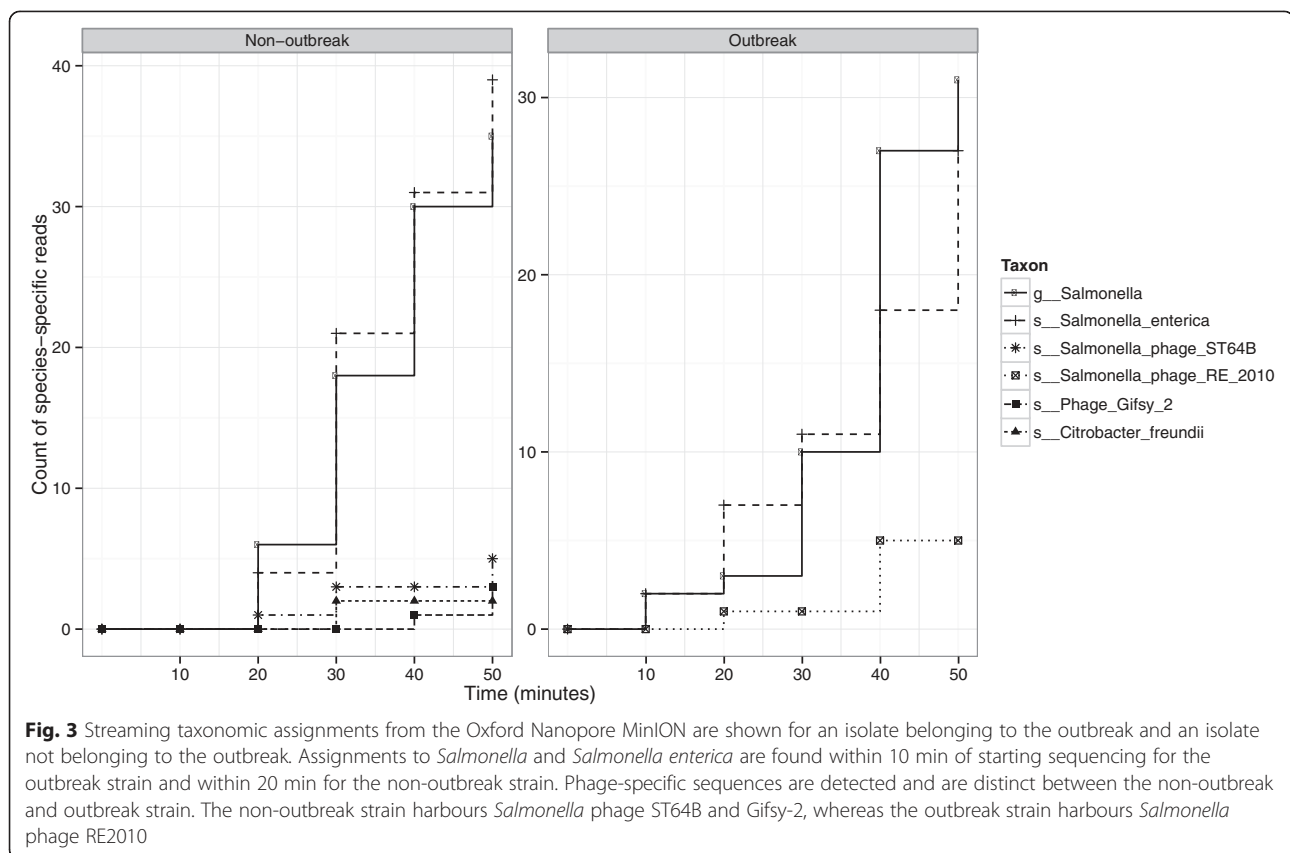 Non−outbreak
Outbreak
Count of species−specific reads
40
30
20
10
0
30
20
10
0
10 20 30 40 50
10 20 30 40 50
Time (minutes)
Taxon
g__Salmonella
s__Salmonella_enterica
s__Salmonella_phage_ST64B
s__Salmonella_phage_RE_2010
s__Phage_Gifsy_2
s__Citrobacter_freundii
Fig. 3 Streaming taxonomic assignments from the Oxford Nanopore MinION are shown for an isolate belonging to the outbreak and an isolate
not belonging to the outbreak. Assignments to Salmonella and Salmonella enterica are found within 10 min of starting sequencing for the
outbreak strain and within 20 min for the non-outbreak strain. Phage-specific sequences are detected and are distinct between the non-outbreak
and outbreak strain. The non-outbreak strain harbours Salmonella phage ST64B and Gifsy-2, whereas the outbreak strain harbours Salmonella
phage RE2010